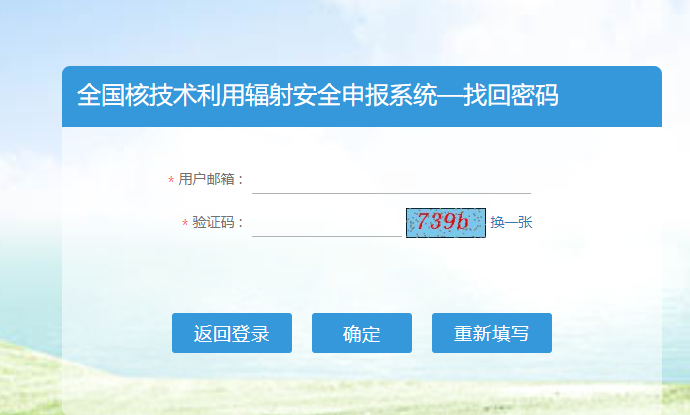 全国核技术利用辐射安全申报系统—找回密码
* 用户邮箱：
* 验证码： 739b 换一张
返回登录 确定 重新填写